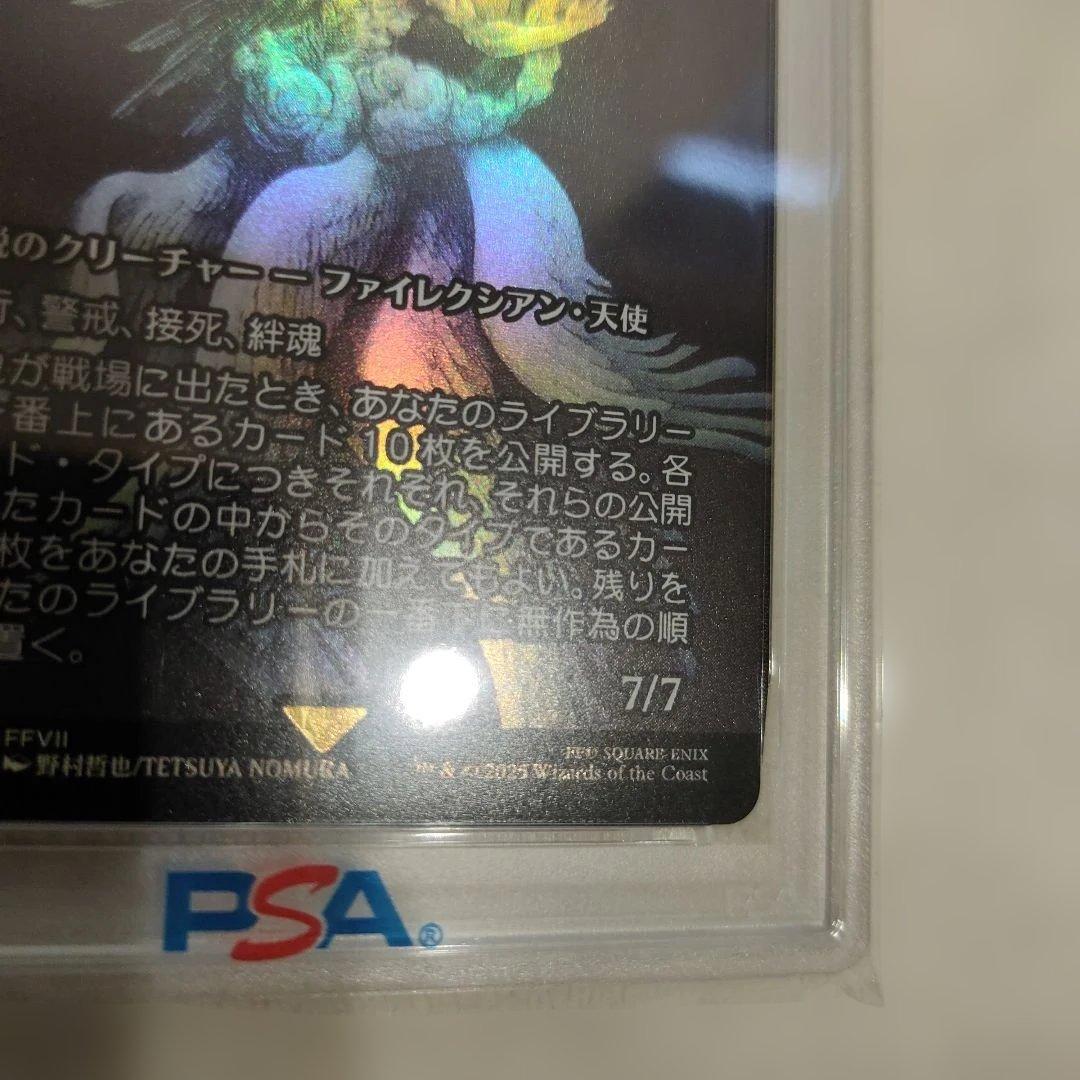 説のクリーチャー — ファイレクシアン・天使
行、警戒、接死、絆魂
が戦場に出たとき、あなたのライブラリー
番上にあるカード10枚を公開する。各
ド・タイプにつきそれぞれ、それらの公開
たカードの中からそのタイプであるカー
枚をあなたの手札に加えてもよい。残りを
たのライブラリーの一番下に無作為の順
置く。
7/7
FFVII
野村哲也/TETSUYA NOMURA
SQUARE ENIX
™ & © 2025 Wizards of the Coast
PSA®